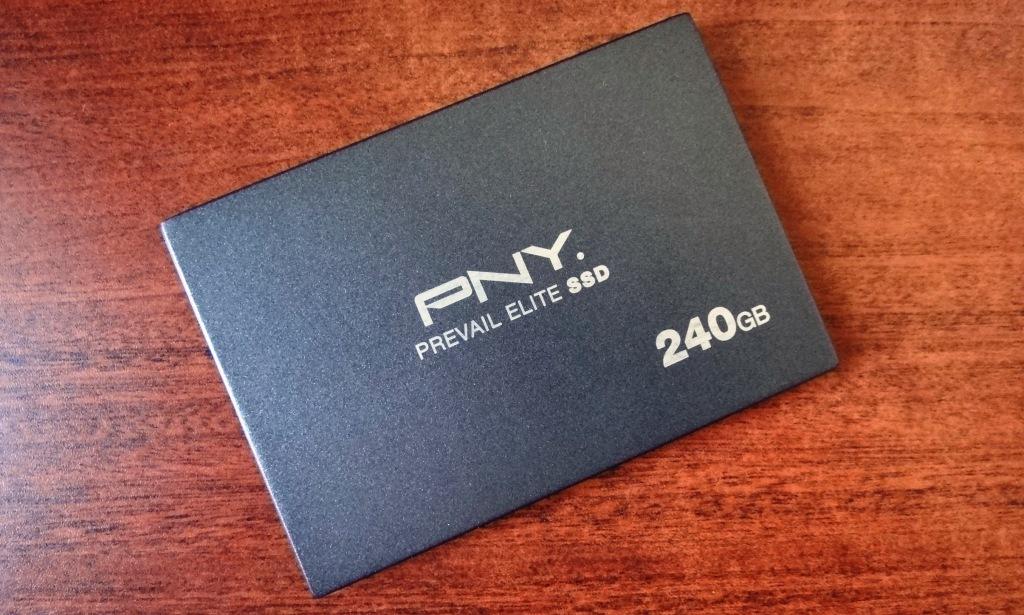 PNY.
PREVAIL ELITE SSD
240GB